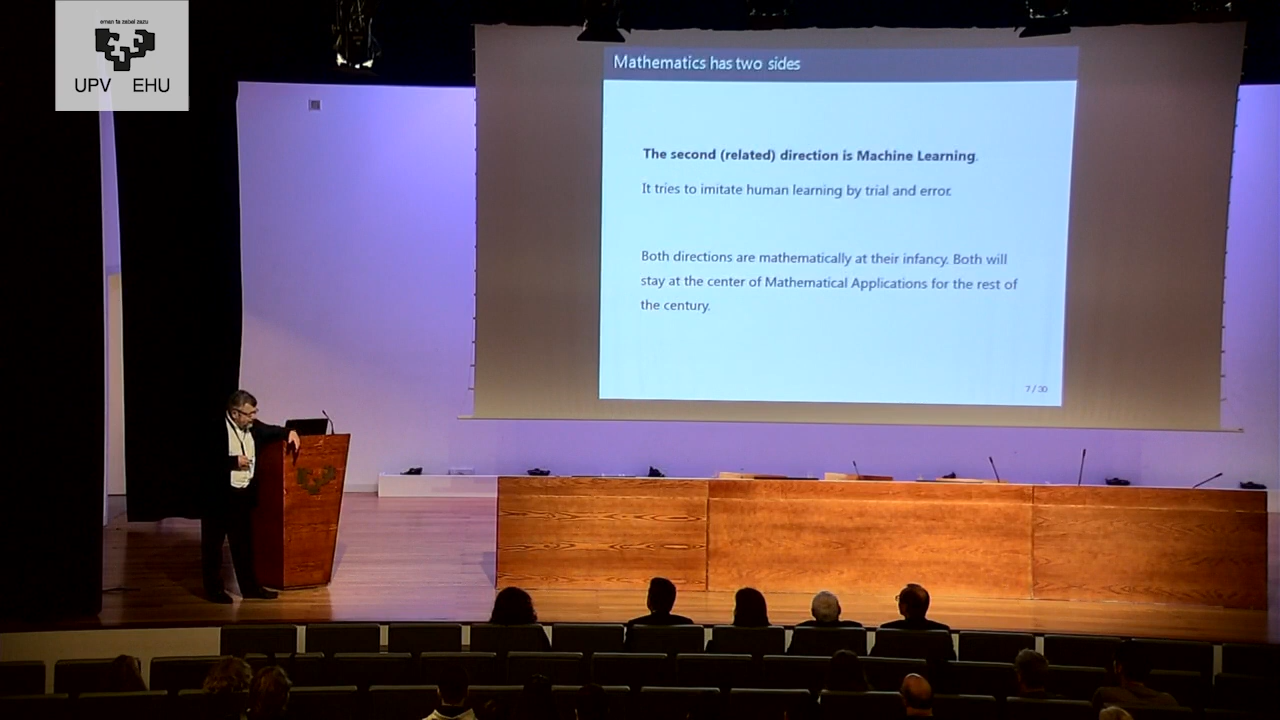 eman ta zabal zazu
UPV EHU
Mathematics has two sides
The second (related) direction is Machine Learning.
It tries to imitate human learning by trial and error.
Both directions are mathematically at their infancy. Both will
stay at the center of Mathematical Applications for the rest of
the century.
7 / 30